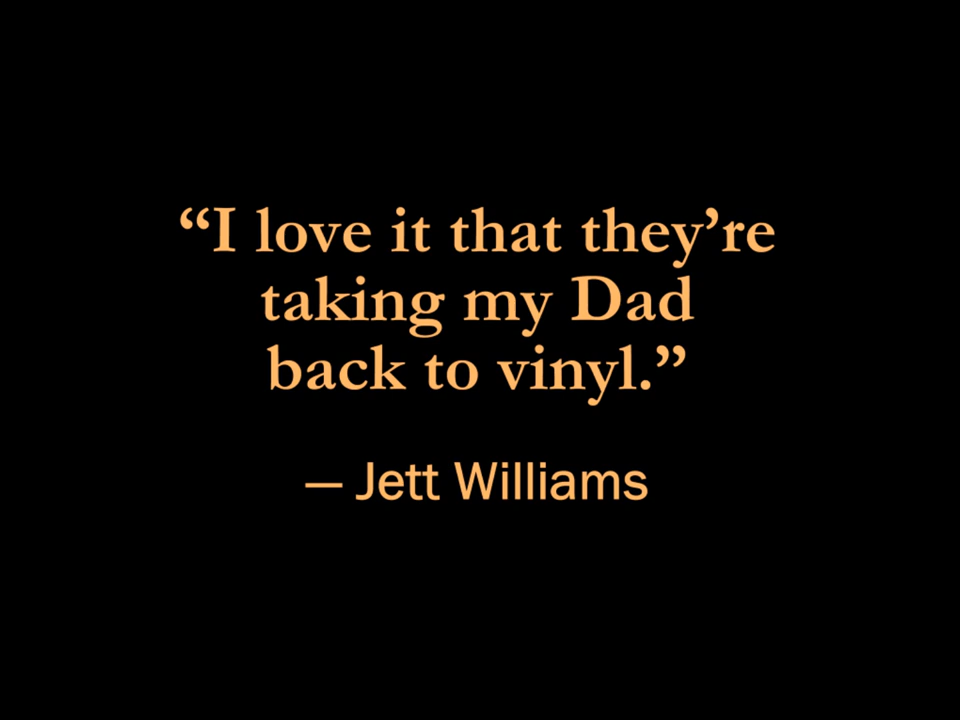 “I love it that they’re
taking my Dad
back to vinyl.”
— Jett Williams